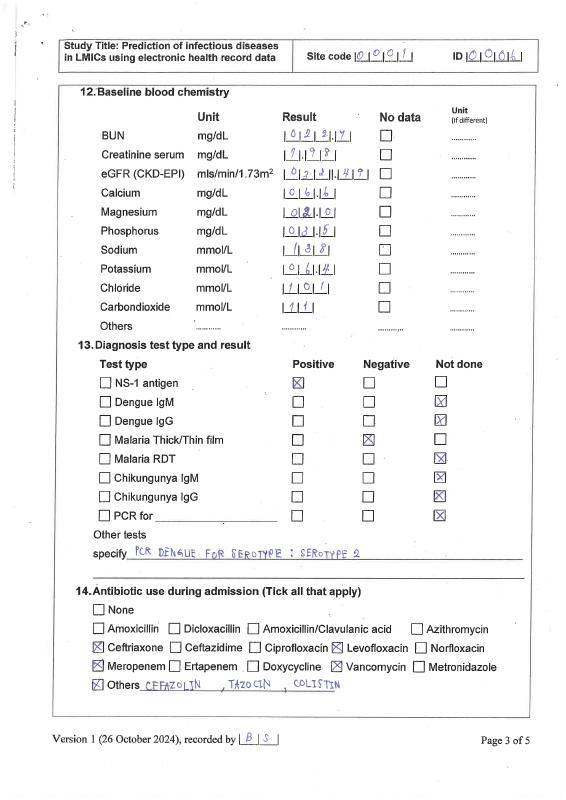 Study Title: Prediction of infectious diseases
in LMICs using electronic health record data
Site code |0|0|0|1| ID |0|0|0|6|
12. Baseline blood chemistry
Unit Result No data Unit (If different)
BUN mg/dL |0|2|2|.|4| ☐ ............
Creatinine serum mg/dL |1|.|9|8| ☐ ............
eGFR (CKD-EPI) mls/min/1.73m² ☐ ............
Calcium mg/dL |0|6|.|6| ☐ ............
Magnesium mg/dL |0|2|.|0| ☐ ............
Phosphorus mg/dL |0|3|.|5| ☐ ............
Sodium mmol/L |1|3|8| ☐ ............
Potassium mmol/L |0|6|.|4| ☐ ............
Chloride mmol/L |1|0|1| ☐ ............
Carbondioxide mmol/L |1|1| ☐ ............
Others ............ ............ ............ ............
13. Diagnosis test type and result
Test type Positive Negative Not done
☐ NS-1 antigen ☒ ☐ ☐
☐ Dengue IgM ☐ ☐ ☒
☐ Dengue IgG ☐ ☐ ☒
☐ Malaria Thick/Thin film ☐ ☒ ☐
☐ Malaria RDT ☐ ☐ ☒
☐ Chikungunya IgM ☐ ☐ ☒
☐ Chikungunya IgG ☐ ☐ ☒
☐ PCR for ____________________ ☐ ☐ ☒
Other tests
specify PCR DENGUE FOR SEROTYPE : SEROTYPE 2
14. Antibiotic use during admission (Tick all that apply)
☐ None
☐ Amoxicillin ☐ Dicloxacillin ☐ Amoxicillin/Clavulanic acid ☐ Azithromycin
☒ Ceftriaxone ☐ Ceftazidime ☐ Ciprofloxacin ☒ Levofloxacin ☐ Norfloxacin
☒ Meropenem ☐ Ertapenem ☐ Doxycycline ☒ Vancomycin ☐ Metronidazole
☒ Others CEFAZOLIN , TAZOCIN , COLISTIN
Version 1 (26 October 2024), recorded by |B|S| Page 3 of 5